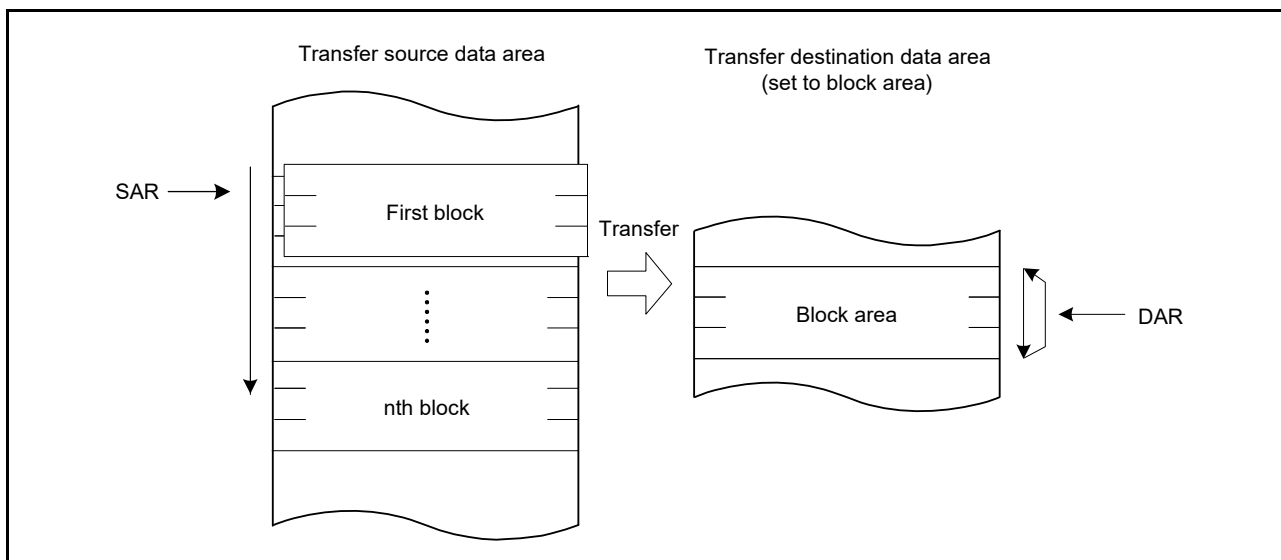 Transfer source data area
Transfer destination data area
(set to block area)
SAR
First block
Transfer
Block area
DAR
nth block